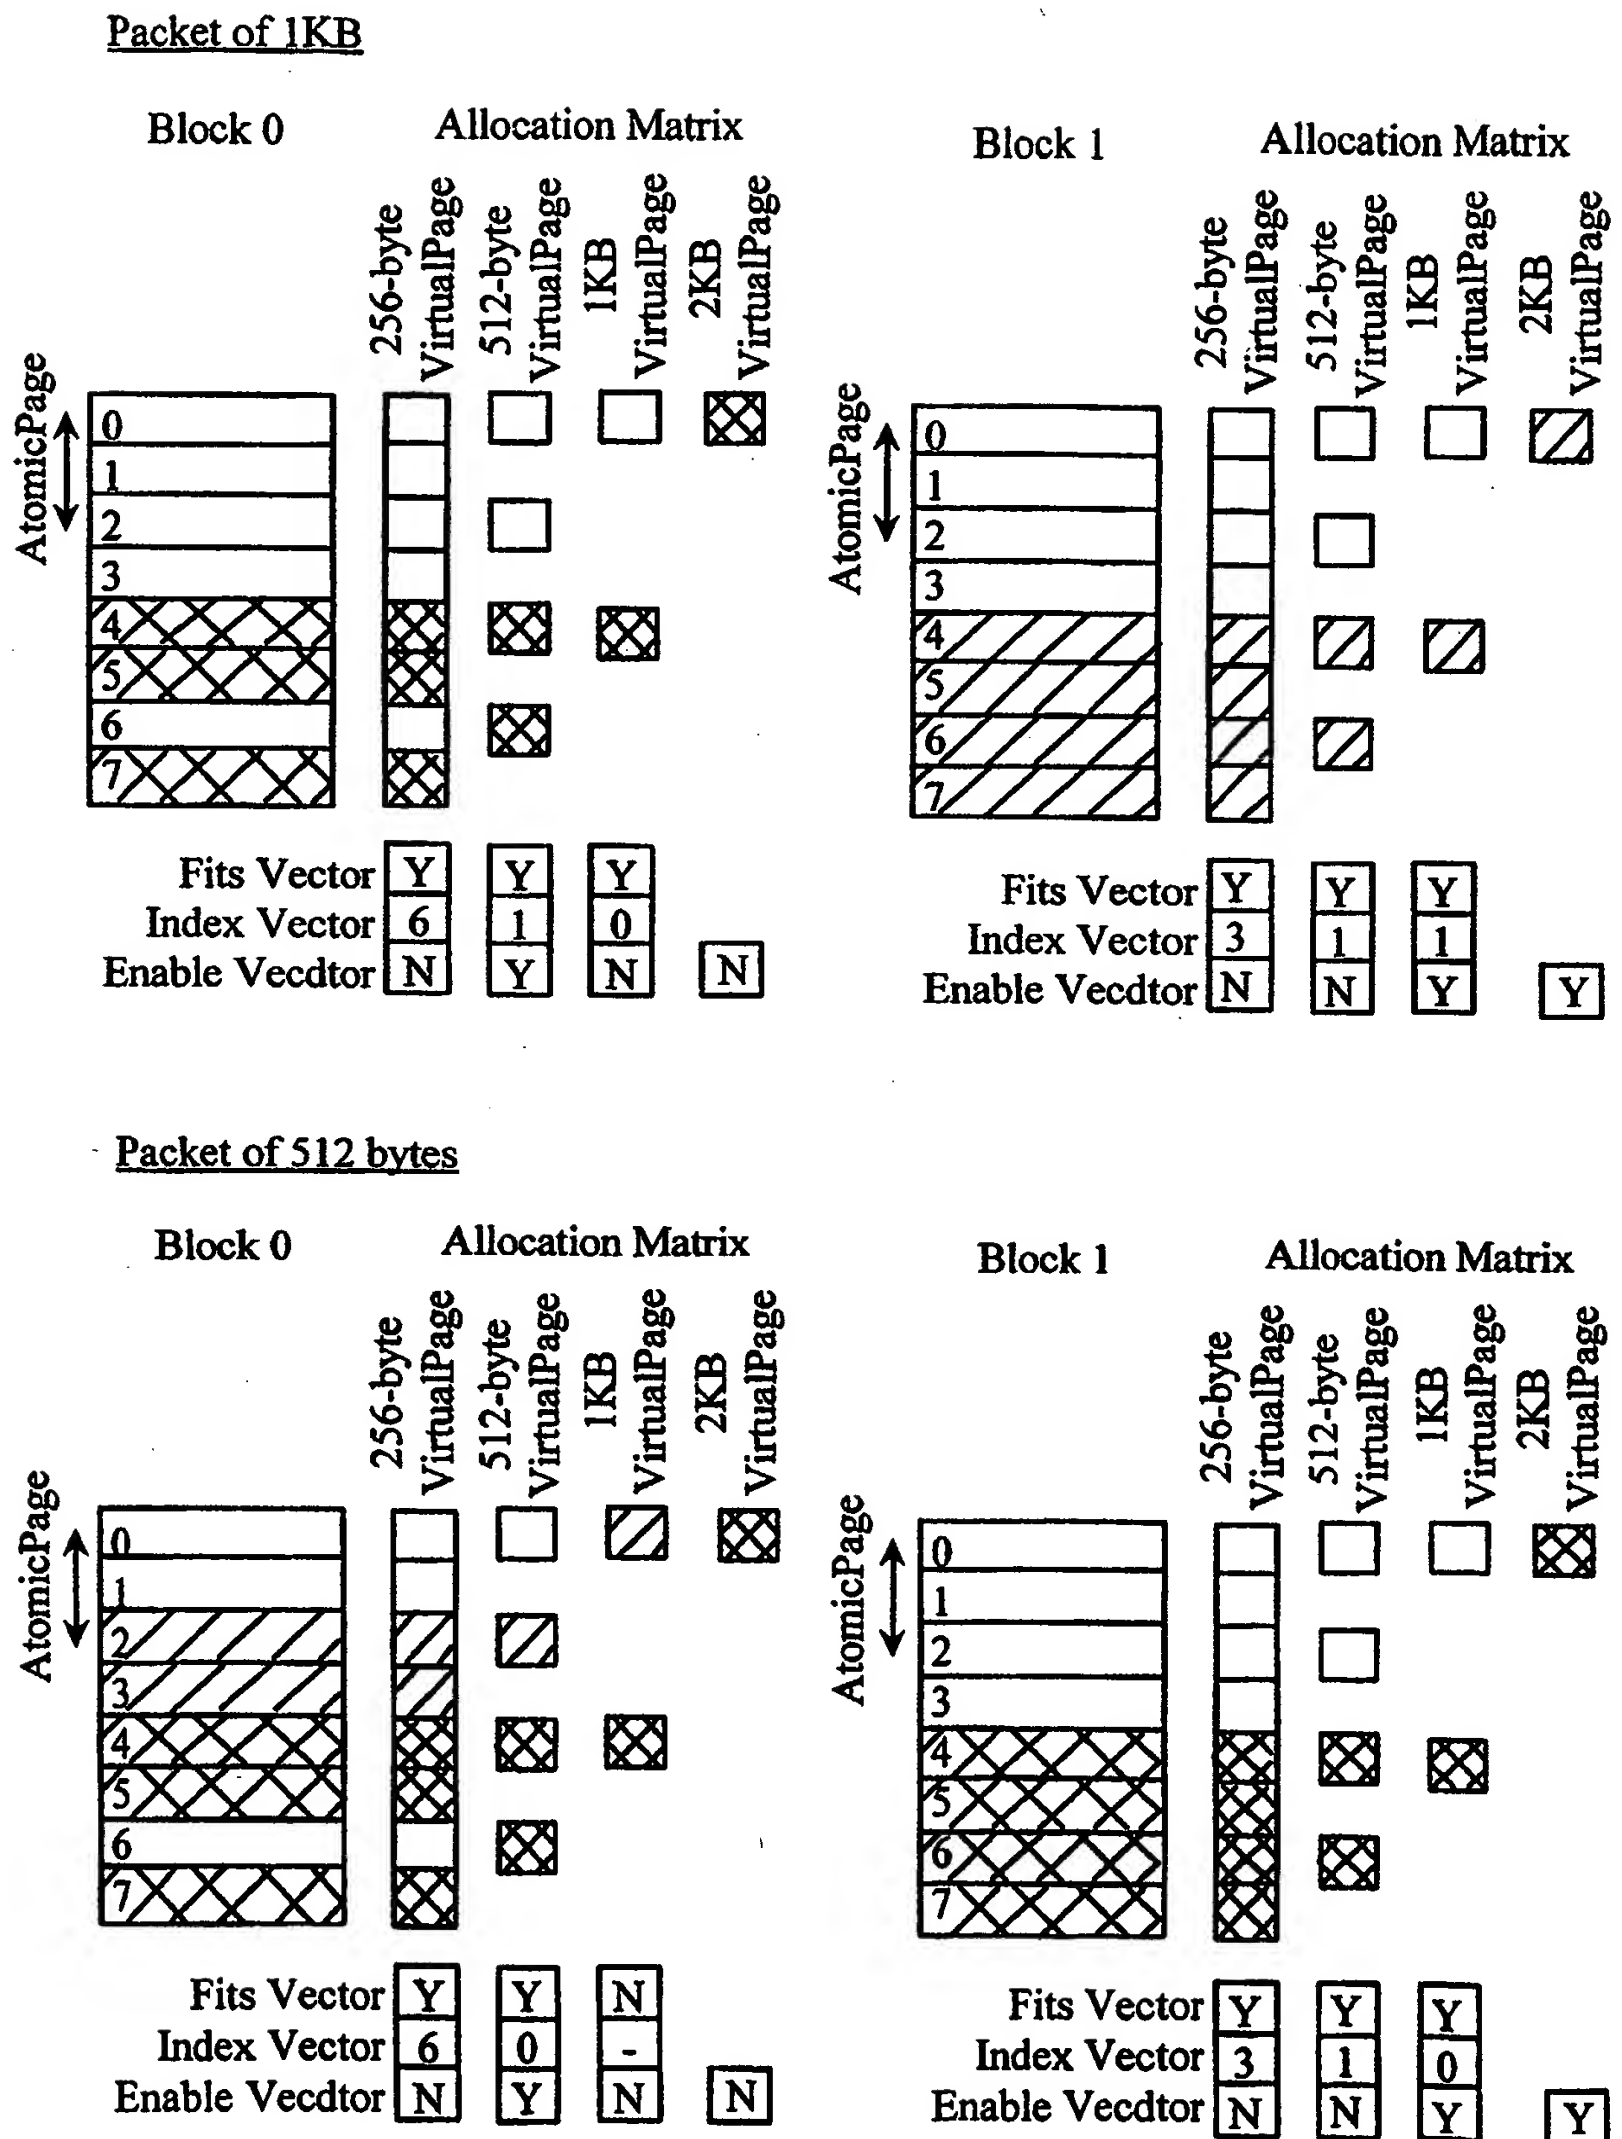 Packet of 1KB
Block 0
Allocation Matrix
256-byte
VirtualPage
512-byte
VirtualPage
1KB
VirtualPage
2KB
VirtualPage
AtomicPage
0
1
2
3
4
5
6
7
Fits Vector Y Y Y
Index Vector 6 1 0
Enable Vecdtor N Y N N
Block 1
Allocation Matrix
256-byte
VirtualPage
512-byte
VirtualPage
1KB
VirtualPage
2KB
VirtualPage
AtomicPage
0
1
2
3
4
5
6
7
Fits Vector Y Y Y
Index Vector 3 1 1
Enable Vecdtor N N Y Y
Packet of 512 bytes
Block 0
Allocation Matrix
256-byte
VirtualPage
512-byte
VirtualPage
1KB
VirtualPage
2KB
VirtualPage
AtomicPage
0
1
2
3
4
5
6
7
Fits Vector Y Y N
Index Vector 6 0 -
Enable Vecdtor N Y N N
Block 1
Allocation Matrix
256-byte
VirtualPage
512-byte
VirtualPage
1KB
VirtualPage
2KB
VirtualPage
AtomicPage
0
1
2
3
4
5
6
7
Fits Vector Y Y Y
Index Vector 3 1 0
Enable Vecdtor N N Y Y